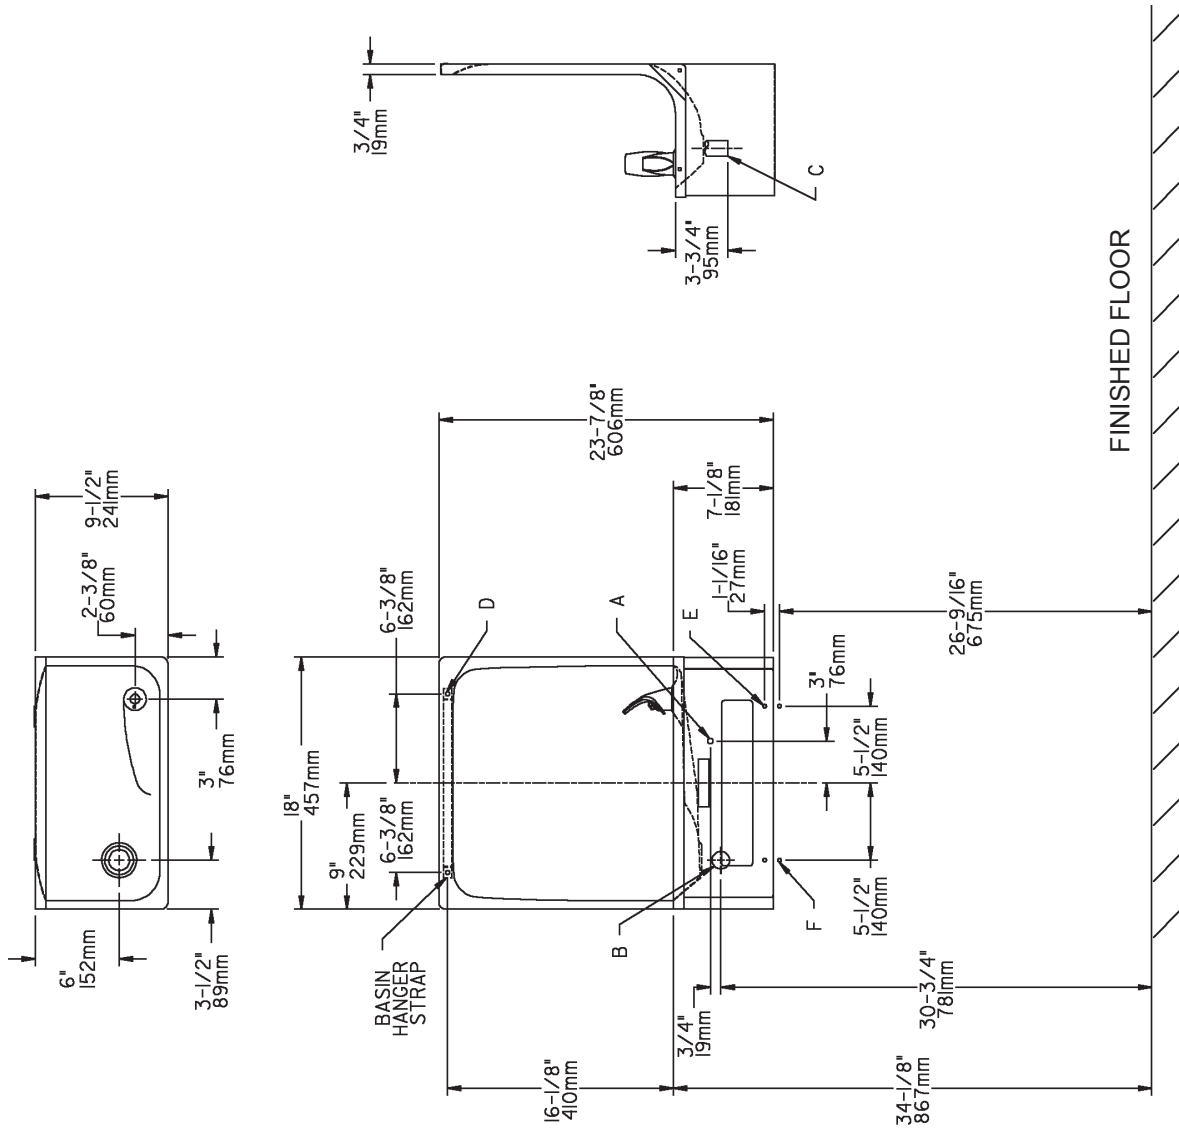 9-1/2"
241mm
2-3/8"
60mm
3"
76mm
3-1/2"
89mm
6"
152mm
3/4"
19mm
3-3/4"
95mm
C
18"
457mm
9"
229mm
6-3/8"
162mm
6-3/8"
162mm
D
A
E
B
F
BASIN
HANGER
STRAP
23-7/8"
606mm
7-1/8"
181mm
1-1/16"
27mm
26-9/16"
675mm
3"
76mm
5-1/2"
140mm
5-1/2"
140mm
3/4"
19mm
30-3/4"
781mm
16-1/8"
410mm
34-1/8"
867mm
FINISHED FLOOR